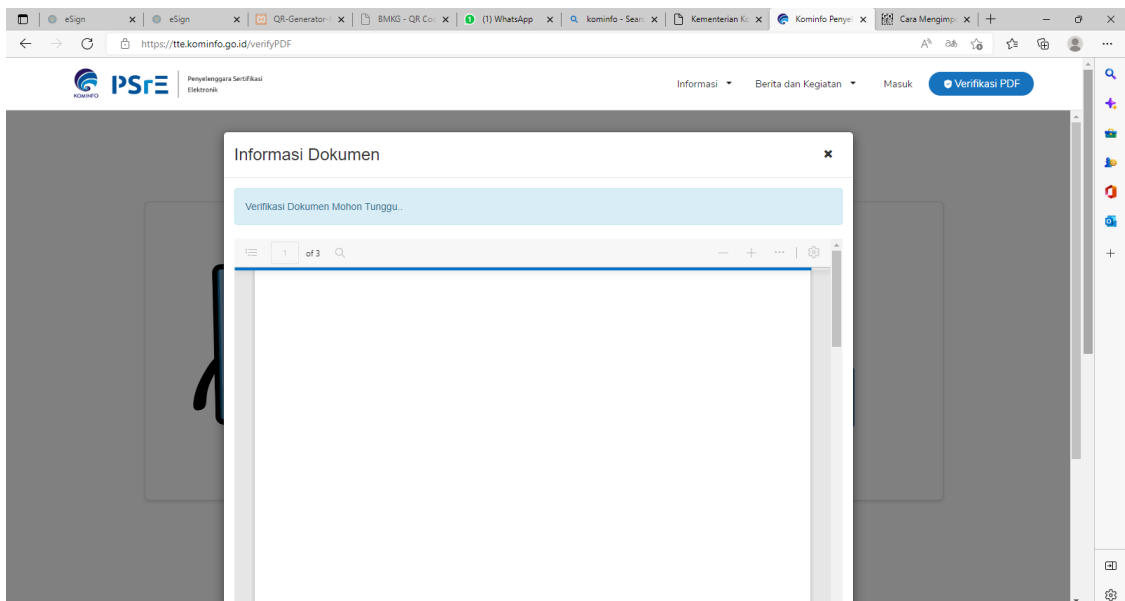 eSign
eSign
QR-Generator-
BMKG - QR Co
(1) WhatsApp
kominfo - Sear
Kementerian Ko
Kominfo Penye
Cara Mengimpo
https://tte.kominfo.go.id/verifyPDF
KOMINFO
PSrE
Penyelenggara Sertifikasi
Elektronik
Informasi
Berita dan Kegiatan
Masuk
Verifikasi PDF
Informasi Dokumen
Verifikasi Dokumen Mohon Tunggu..
1 of 3